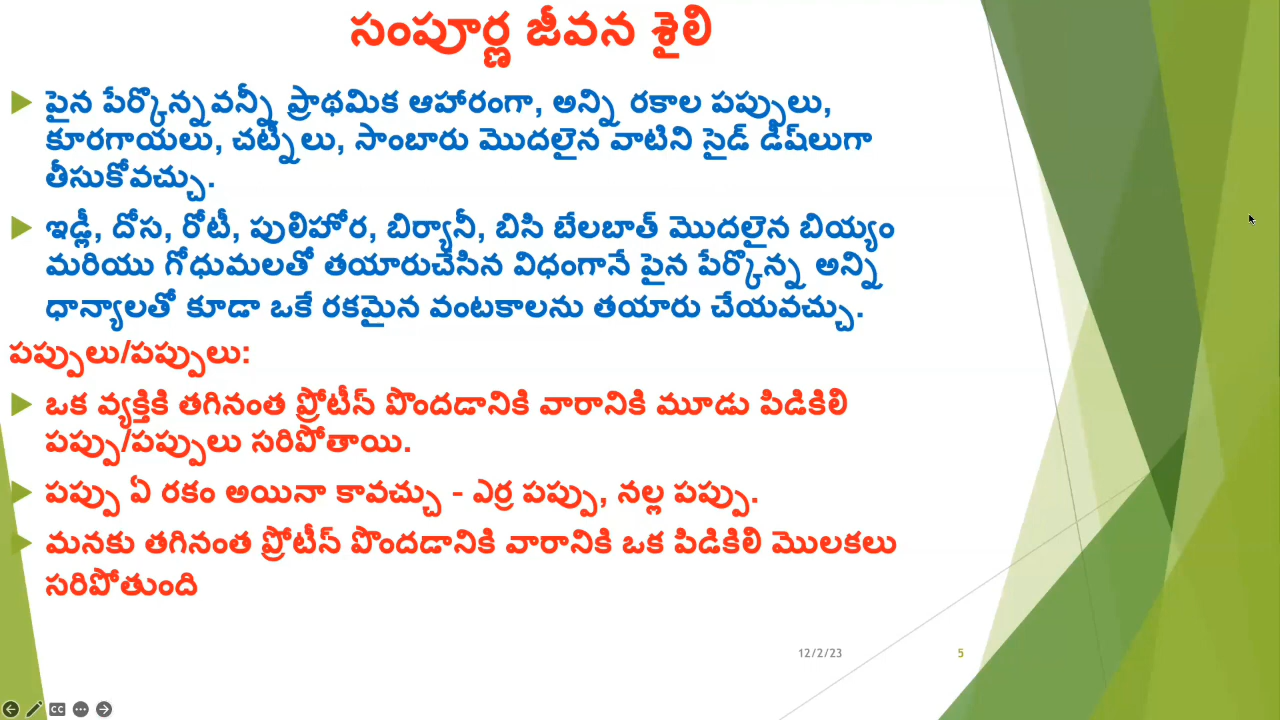 సంపూర్ణ జీవన శైలి
పైన పేర్కొన్నవన్నీ ప్రాథమిక ఆహారంగా, అన్ని రకాల పప్పులు,
కూరగాయలు, చట్నీలు, సాంబారు మొదలైన వాటిని సైడ్ డిష్‌లుగా
తీసుకోవచ్చు.
ఇడ్లీ, దోస, రోటీ, పులిహోర, బిర్యానీ, బిసి బేలబాత్ మొదలైన బియ్యం
మరియు గోధుమలతో తయారుచేసిన విధంగానే పైన పేర్కొన్న అన్ని
ధాన్యాలతో కూడా ఒకే రకమైన వంటకాలను తయారు చేయవచ్చు.
పప్పులు/పప్పులు:
ఒక వ్యక్తికి తగినంత ప్రోటీన్ పొందడానికి వారానికి మూడు పిడికిలి
పప్పు/పప్పులు సరిపోతాయి.
పప్పు ఏ రకం అయినా కావచ్చు - ఎర్ర పప్పు, నల్ల పప్పు.
మనకు తగినంత ప్రోటీన్ పొందడానికి వారానికి ఒక పిడికిలి మొలకలు
సరిపోతుంది
12/2/23
5
CC